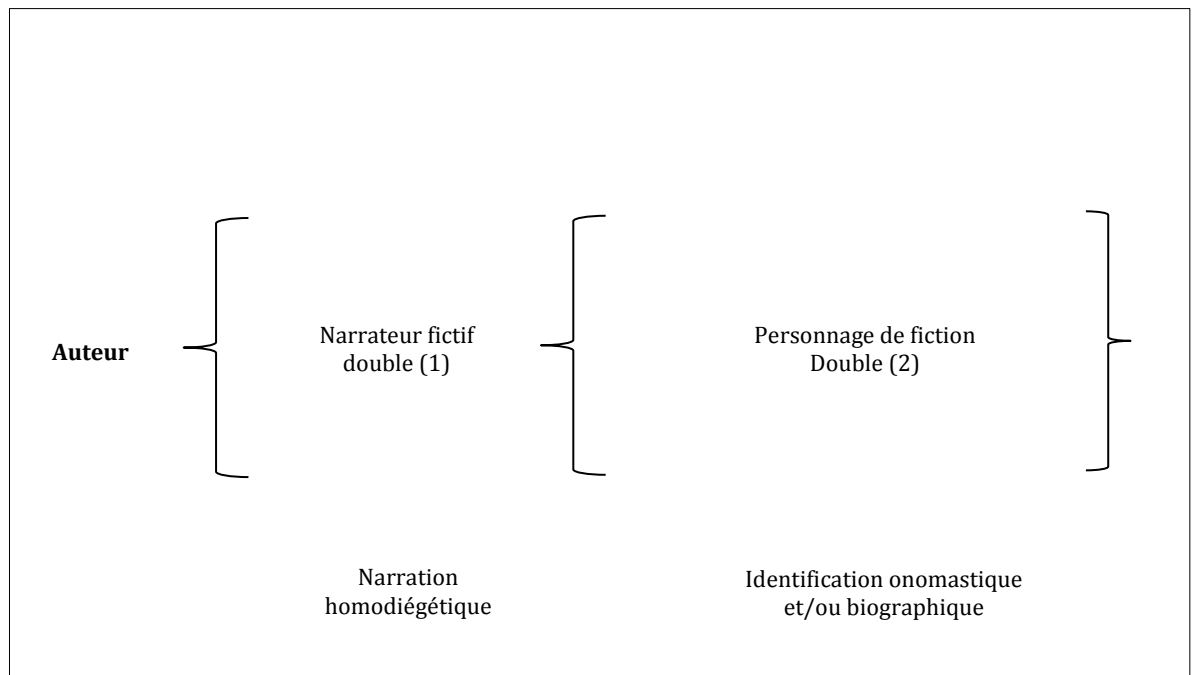 Auteur
Narrateur fictif
double (1)
Personnage de fiction
Double (2)
Narration
homodiégétique
Identification onomastique
et/ou biographique